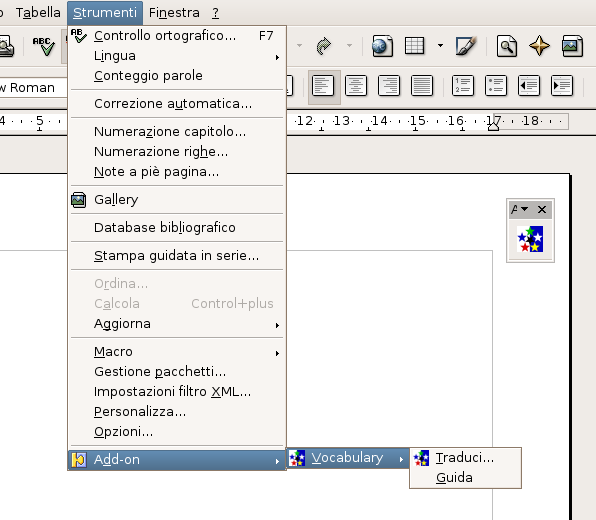 o Tabella Strumenti Finestra ?
Controllo ortografico... F7
Lingua
Conteggio parole
w Roman
Correzione automatica...
4 · 5 · 12 · 13 · 14 · 15 · 16 · 17 · 18
Numerazione capitolo...
Numerazione righe...
Note a piè pagina...
Gallery
Database bibliografico
Stampa guidata in serie...
Ordina...
Calcola Control+plus
Aggiorna
Macro
Gestione pacchetti...
Impostazioni filtro XML...
Personalizza...
Opzioni...
Add-on
Vocabulary
Traduci...
Guida
ABC
A